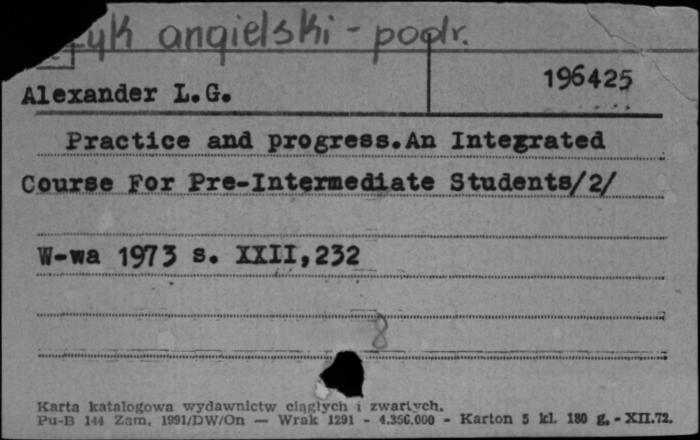 angielski - podr.
196425
Alexander L.G.
Practice and progress.An Integrated
Course For Pre-Intermediate Students/2/
W-wa 1973 s. XXII,232
8
Karta katalogowa wydawnictw ciągłych i zwartych.
Pu-B 144 Zam. 1991/DW/On — Wrak 1291 - 4.356.000 - Karton 5 kl. 180 g. - XII.72.